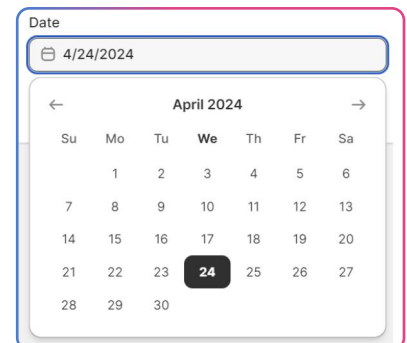 Date
4/24/2024
← April 2024 →
Su Mo Tu We Th Fr Sa
1 2 3 4 5 6
7 8 9 10 11 12 13
14 15 16 17 18 19 20
21 22 23 24 25 26 27
28 29 30